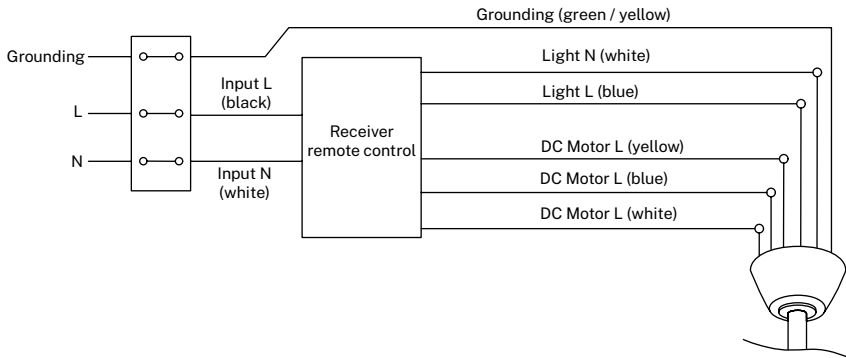 Grounding (green / yellow)
Grounding
Light N (white)
Input L
(black)
Light L (blue)
L
Receiver
remote control
DC Motor L (yellow)
N
Input N
(white)
DC Motor L (blue)
DC Motor L (white)